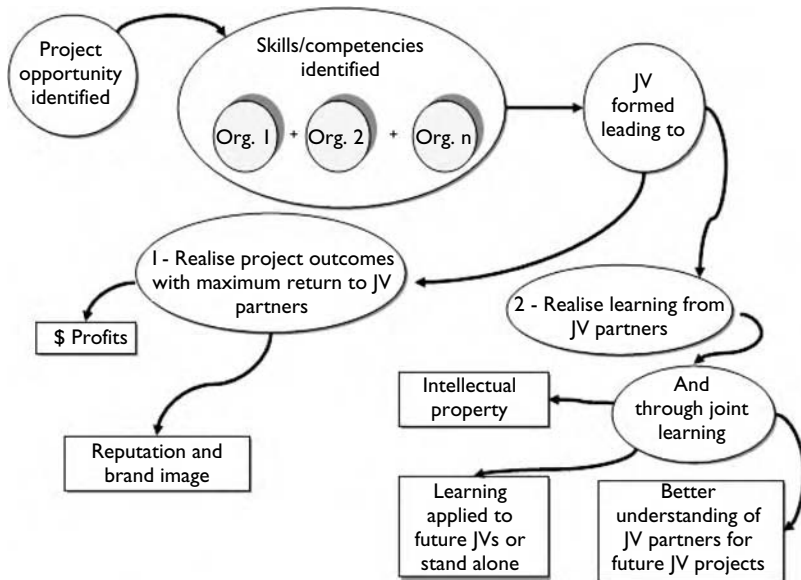 Project
opportunity
identified
Skills/competencies
identified
Org. 1 + Org. 2 + Org. n
JV
formed
leading to
1 - Realise project outcomes
with maximum return to JV
partners
2 - Realise learning from
JV partners
$ Profits
Reputation and
brand image
And
through joint
learning
Intellectual
property
Learning
applied to
future JVs or
stand alone
Better
understanding of
JV partners for
future JV projects